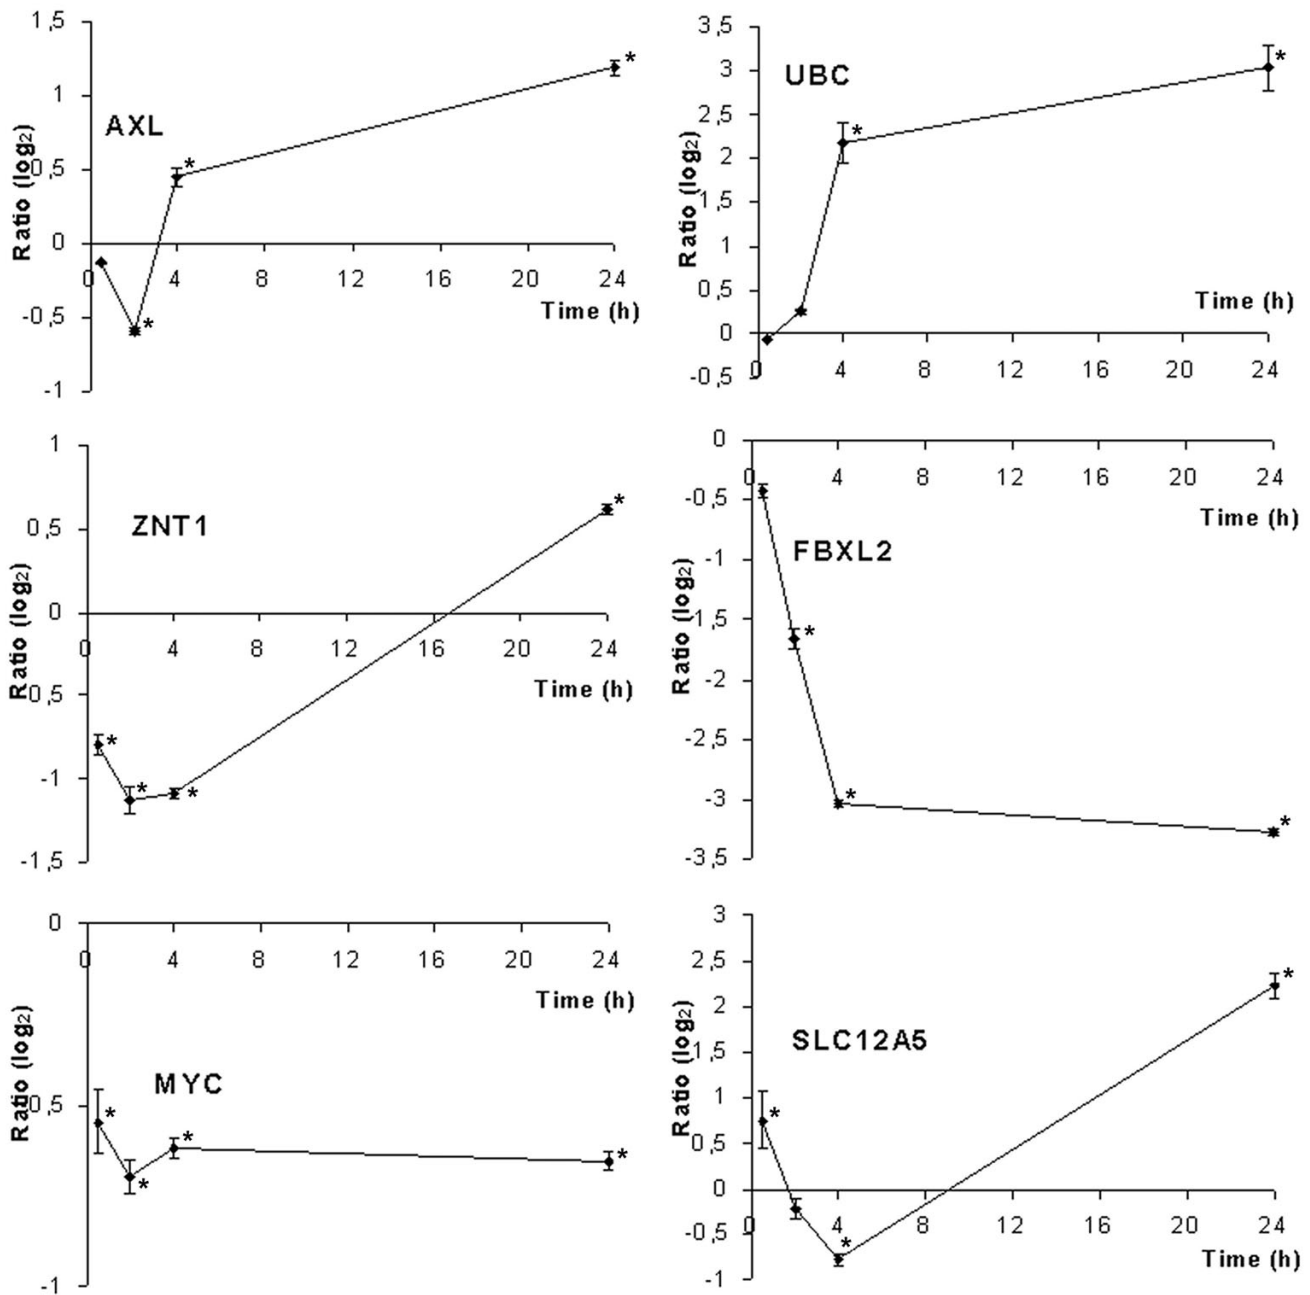 AXL
Ratio (log2)
1,5
1
0,5
0
-0,5
-1
0 4 8 12 16 20 24
Time (h)
*
*
*
UBC
Ratio (log2)
3,5
3
2,5
2
1,5
1
0,5
0
-0,5
0 4 8 12 16 20 24
Time (h)
*
*
ZNT1
Ratio (log2)
1
0,5
0
-0,5
-1
-1,5
0 4 8 12 16 20 24
Time (h)
*
*
*
*
FBXL2
Ratio (log2)
0
-0,5
-1
-1,5
-2
-2,5
-3
-3,5
0 4 8 12 16 20 24
Time (h)
*
*
*
MYC
Ratio (log2)
0
-0,5
-1
0 4 8 12 16 20 24
Time (h)
*
*
*
*
SLC12A5
Ratio (log2)
3
2,5
2
1,5
1
0,5
0
-0,5
-1
0 4 8 12 16 20 24
Time (h)
*
*
*